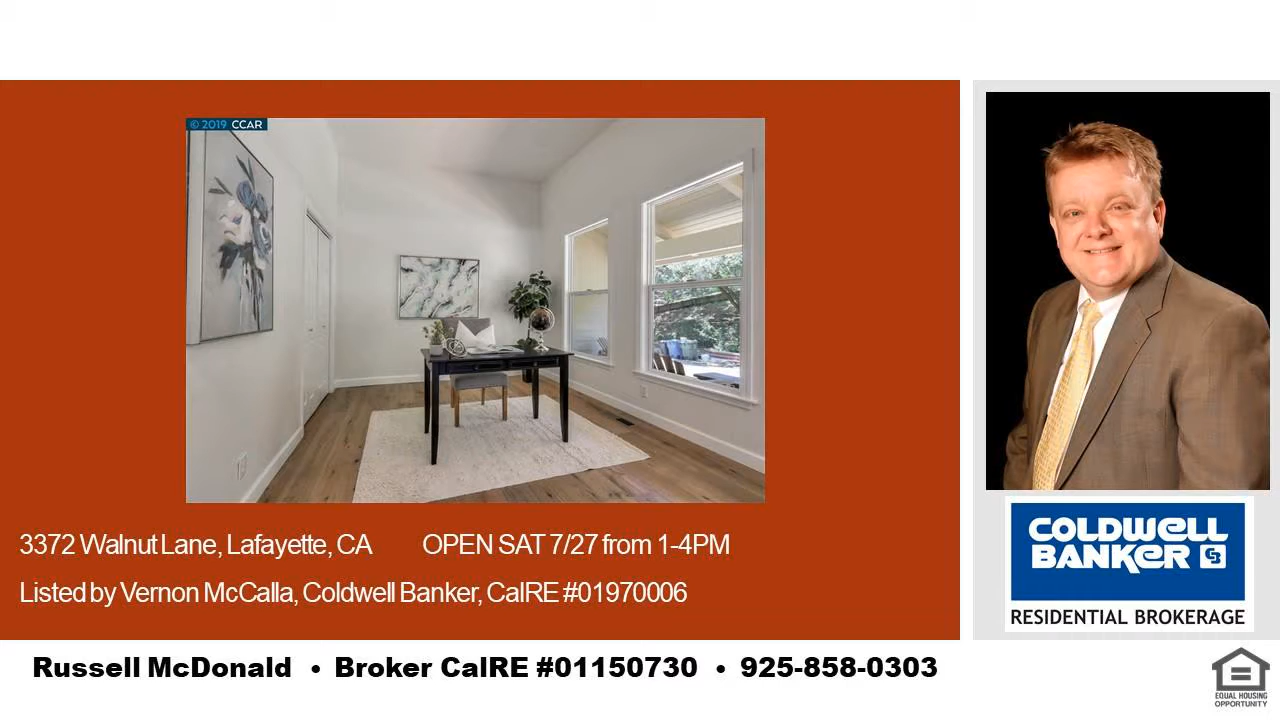 © 2019 CCAR
3372 Walnut Lane, Lafayette, CA OPEN SAT 7/27 from 1-4PM
Listed by Vernon McCalla, Coldwell Banker, CalRE #01970006
COLDWELL
BANKER CB
RESIDENTIAL BROKERAGE
Russell McDonald • Broker CalRE #01150730 • 925-858-0303
EQUAL HOUSING
OPPORTUNITY